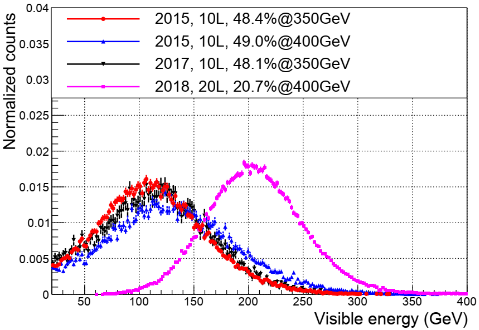 0.04
2015, 10L, 48.4%@350GeV
2015, 10L, 49.0%@400GeV
2017, 10L, 48.1%@350GeV
2018, 20L, 20.7%@400GeV
Normalized counts
0.035
0.03
0.025
0.02
0.015
0.01
0.005
0
50 100 150 200 250 300 350 400
Visible energy (GeV)